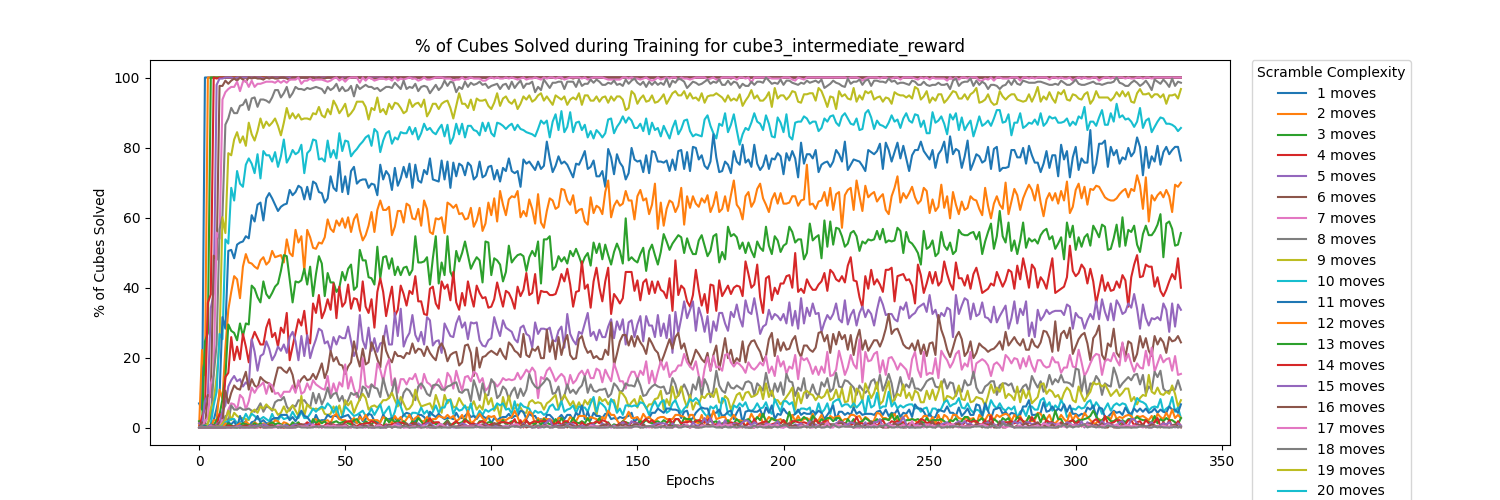 % of Cubes Solved during Training for cube3_intermediate_reward
% of Cubes Solved
100
80
60
40
20
0
0 50 100 150 200 250 300 350
Epochs
Scramble Complexity
1 moves
2 moves
3 moves
4 moves
5 moves
6 moves
7 moves
8 moves
9 moves
10 moves
11 moves
12 moves
13 moves
14 moves
15 moves
16 moves
17 moves
18 moves
19 moves
20 moves